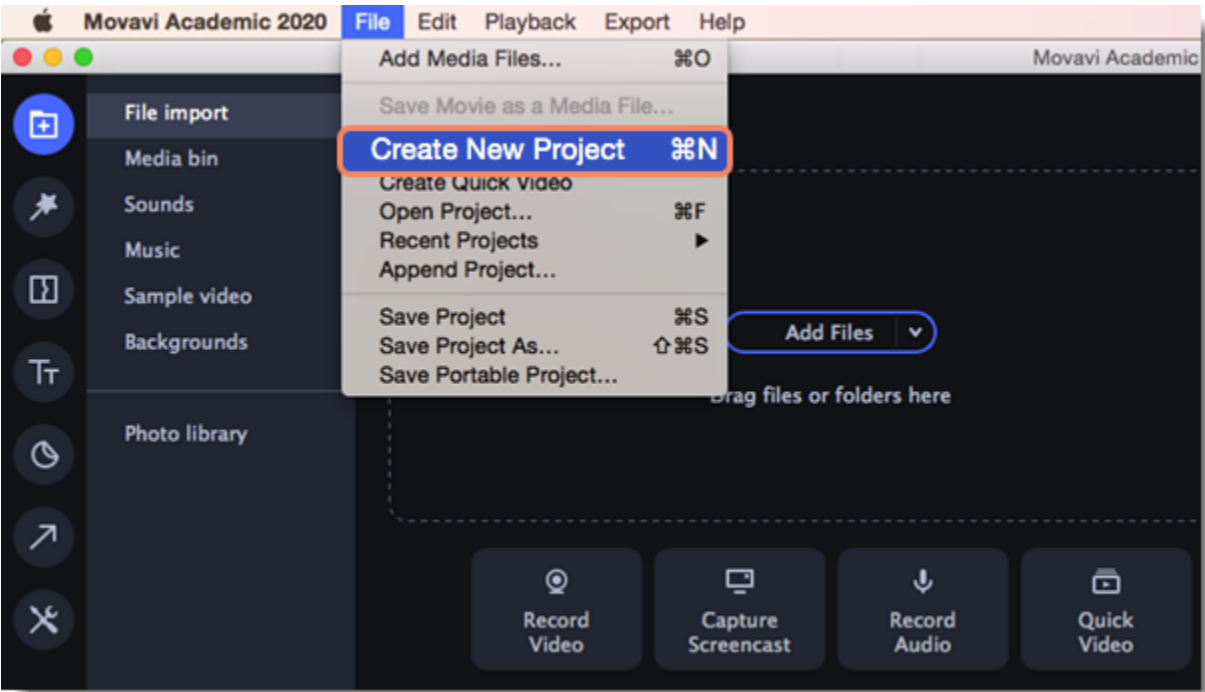 Movavi Academic 2020 File Edit Playback Export Help
Movavi Academic
Add Media Files... ⌘O
Save Movie as a Media File...
Create New Project ⌘N
Create Quick Video
Open Project... ⌘F
Recent Projects ▶
Append Project...
Save Project ⌘S
Save Project As... ⇧⌘S
Save Portable Project...
File import
Media bin
Sounds
Music
Sample video
Backgrounds
Photo library
Add Files
Drag files or folders here
Record
Video
Capture
Screencast
Record
Audio
Quick
Video